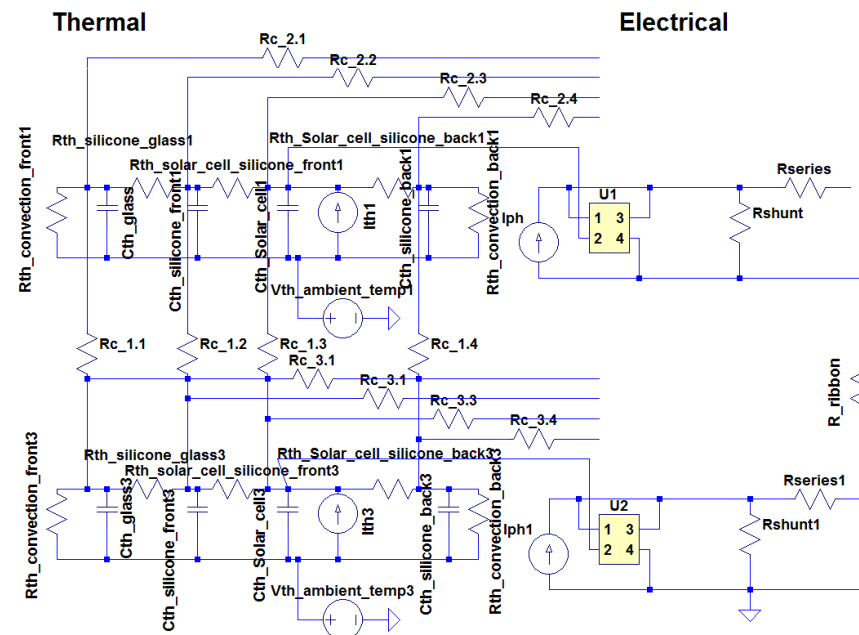 Thermal
Electrical
Rc_2.1
Rc_2.2
Rc_2.3
Rc_2.4
Rth_silicone_glass1
Rth_Solar_cell_silicone_back1
Rth_solar_cell_silicone_front1
Rth_convection_front1
Cth_glass
Cth_silicone_front1
Cth_Solar_cell1
Ith1
Cth_silicone_back1
Rth_convection_back1
Iph
U1
1 3
2 4
Rseries
Rshunt
Vth_ambient_temp1
+ -
Rc_1.1
Rc_1.2
Rc_1.3
Rc_1.4
Rc_3.1
Rc_3.1
Rc_3.3
Rc_3.4
R_ribbon
Rth_silicone_glass3
Rth_Solar_cell_silicone_back3
Rth_solar_cell_silicone_front3
Rth_convection_front3
Cth_glass3
Cth_silicone_front3
Cth_Solar_cell3
Ith3
Cth_silicone_back3
Rth_convection_back3
Iph1
U2
1 3
2 4
Rseries1
Rshunt1
Vth_ambient_temp3
+ -